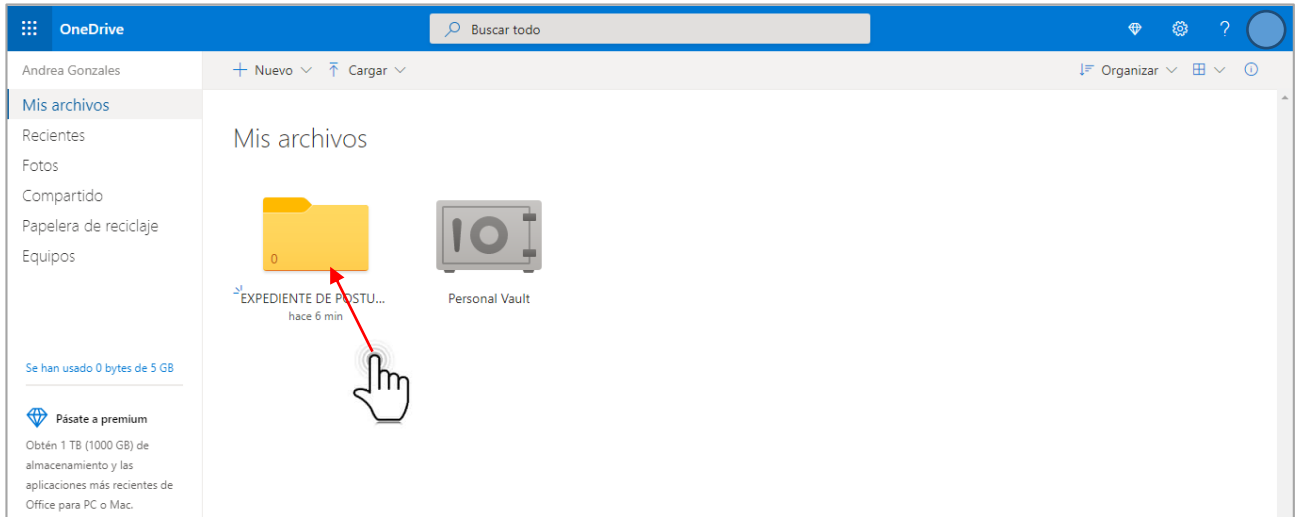 OneDrive
Buscar todo
?
Andrea Gonzales
Nuevo
Cargar
Organizar
Mis archivos
Recientes
Fotos
Compartido
Papelera de reciclaje
Equipos
Se han usado 0 bytes de 5 GB
Pásate a premium
Obtén 1 TB (1000 GB) de
almacenamiento y las
aplicaciones más recientes de
Office para PC o Mac.
Mis archivos
0
EXPEDIENTE DE POSTU...
hace 6 min
Personal Vault